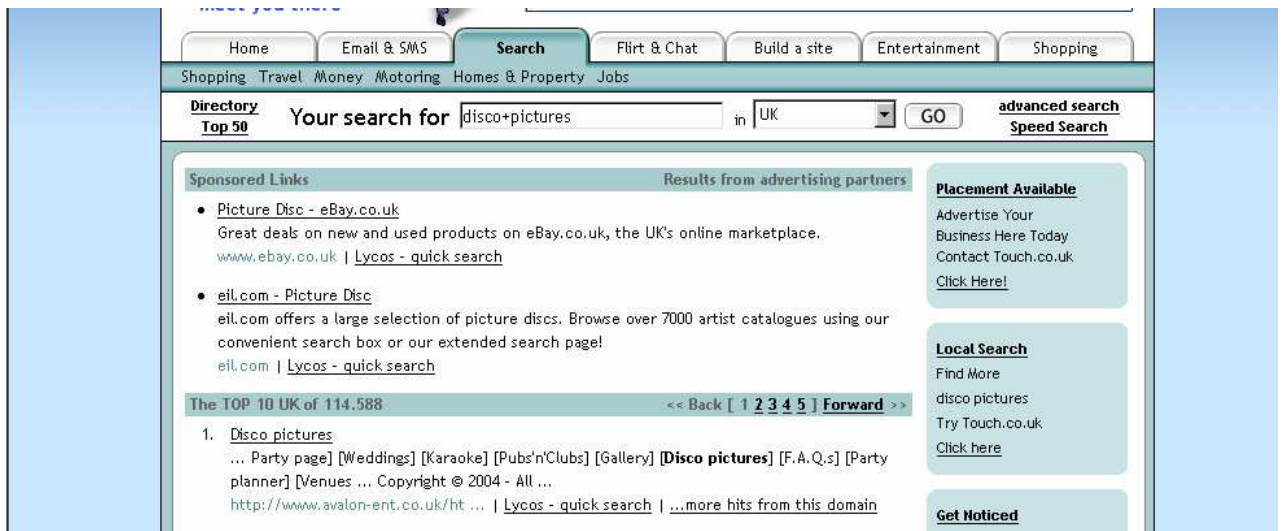 meet you there
Home Email & SMS Search Flirt & Chat Build a site Entertainment Shopping
Shopping Travel Money Motoring Homes & Property Jobs
Directory
Top 50
Your search for disco+pictures in UK GO
advanced search
Speed Search
Sponsored Links Results from advertising partners
• Picture Disc - eBay.co.uk
Great deals on new and used products on eBay.co.uk, the UK's online marketplace.
www.ebay.co.uk | Lycos - quick search
• eil.com - Picture Disc
eil.com offers a large selection of picture discs. Browse over 7000 artist catalogues using our
convenient search box or our extended search page!
eil.com | Lycos - quick search
The TOP 10 UK of 114.588 << Back [ 1 2 3 4 5 ] Forward >>
1. Disco pictures
... Party page] [Weddings] [Karaoke] [Pubs'n'Clubs] [Gallery] [Disco pictures] [F.A.Q.s] [Party
planner] [Venues ... Copyright © 2004 - All ...
http://www.avalon-ent.co.uk/ht ... | Lycos - quick search | ...more hits from this domain
Placement Available
Advertise Your
Business Here Today
Contact Touch.co.uk
Click Here!
Local Search
Find More
disco pictures
Try Touch.co.uk
Click here
Get Noticed